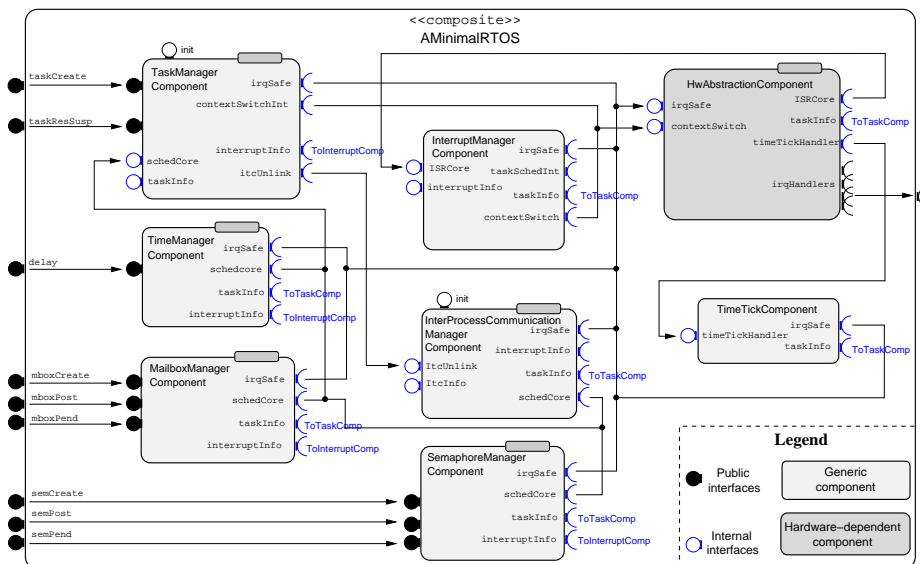 <<composite>>
AMinimalRTOS
init
taskCreate
TaskManager
Component
irqSafe
contextSwitchInt
taskResSusp
interruptInfo
ToInterruptComp
schedCore
itcUnlink
taskInfo
InterruptManager
Component
irqSafe
ISRCore
taskSchedInt
interruptInfo
taskInfo
ToTaskComp
contextSwitch
HwAbstractionComponent
irqSafe
ISRCore
taskInfo
ToTaskComp
contextSwitch
timeTickHandler
irqHandlers
TimeManager
Component
irqSafe
delay
schedcore
taskInfo
ToTaskComp
interruptInfo
ToInterruptComp
init
InterProcessCommunication
Manager
Component
irqSafe
interruptInfo
ItcUnlink
taskInfo
ToTaskComp
ItcInfo
schedCore
TimeTickComponent
irqSafe
timeTickHandler
taskInfo
ToTaskComp
MailboxManager
Component
mboxCreate
irqSafe
mboxPost
schedCore
mboxPend
taskInfo
ToTaskComp
interruptInfo
ToInterruptComp
SemaphoreManager
Component
irqSafe
semCreate
schedCore
semPost
taskInfo
ToTaskComp
semPend
interruptInfo
ToInterruptComp
Legend
Public
interfaces
Generic
component
Internal
interfaces
Hardware-dependent
component